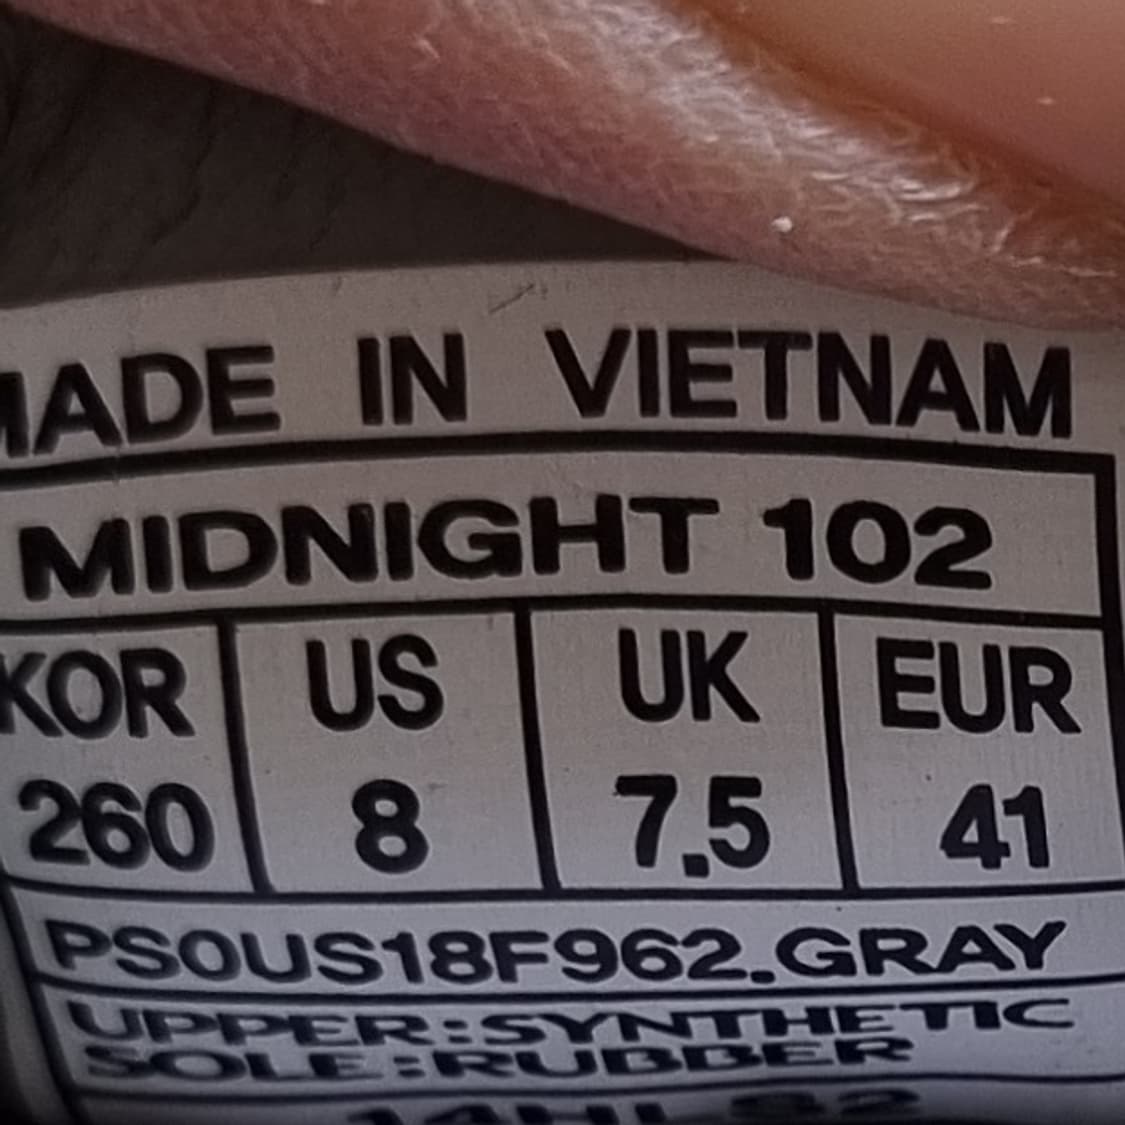 MADE IN VIETNAM
MIDNIGHT 102
KOR US UK EUR
260 8 7.5 41
PSOUS18F962.GRAY
UPPER:SYNTHETIC
SOLE:RUBBER